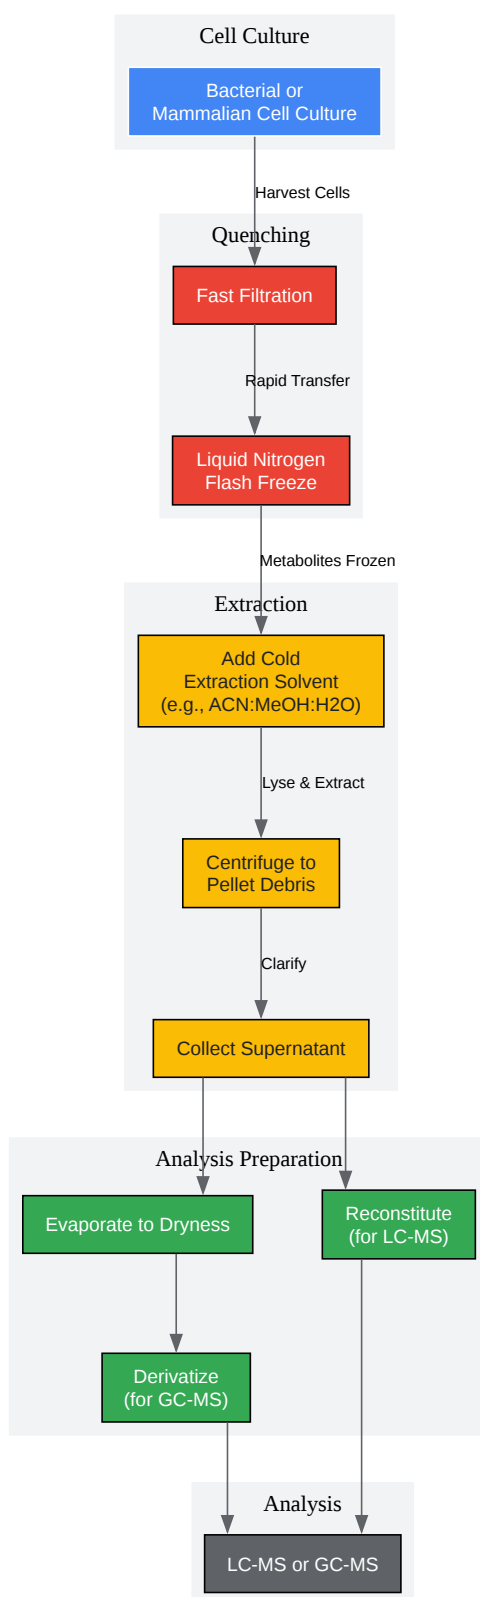 Cell Culture
Bacterial or
Mammalian Cell Culture
Harvest Cells
Quenching
Fast Filtration
Rapid Transfer
Liquid Nitrogen
Flash Freeze
Metabolites Frozen
Extraction
Add Cold
Extraction Solvent
(e.g., ACN:MeOH:H2O)
Lyse & Extract
Centrifuge to
Pellet Debris
Clarify
Collect Supernatant
Analysis Preparation
Evaporate to Dryness
Reconstitute
(for LC-MS)
Derivatize
(for GC-MS)
Analysis
LC-MS or GC-MS